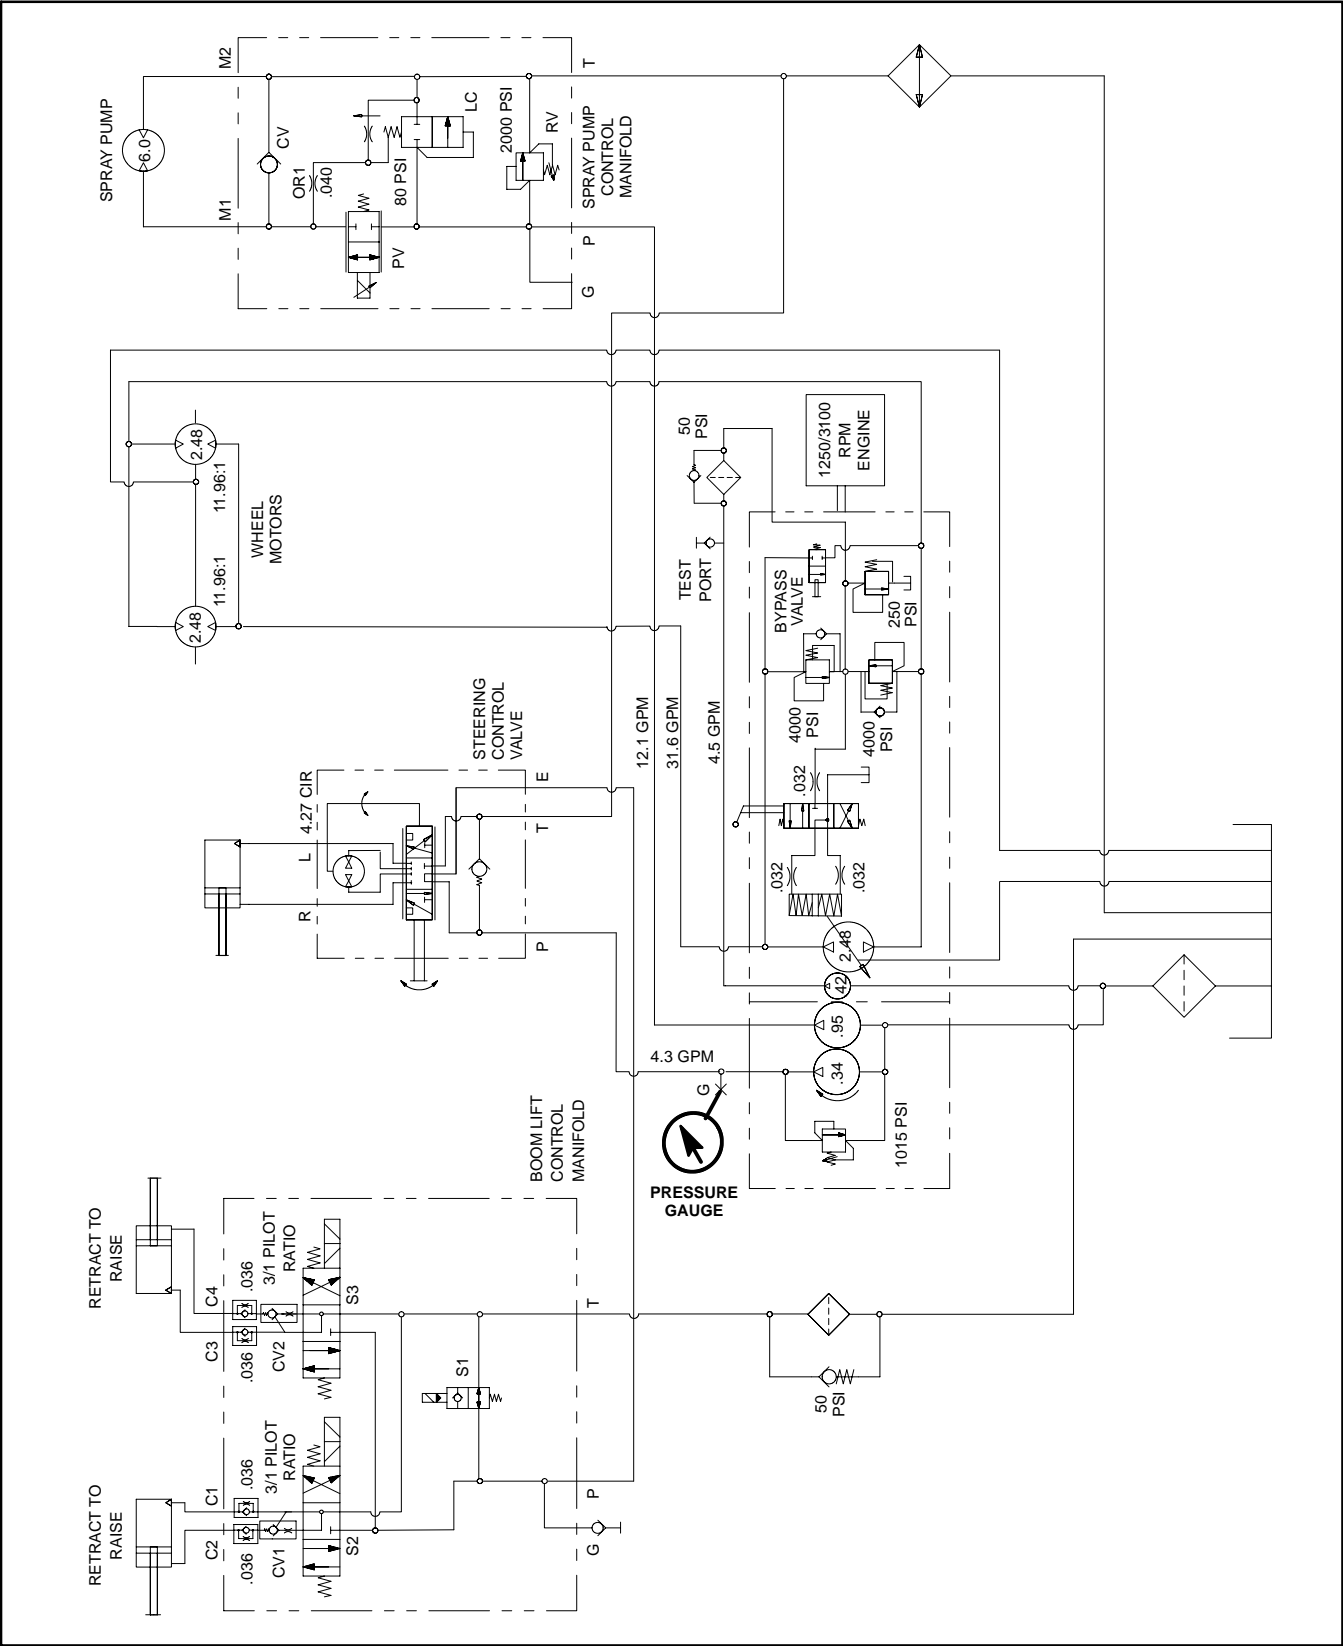 SPRAY PUMP
6.0
M2
M1
CV
OR1
.040
80 PSI
LC
2000 PSI
RV
PV
T
P
G
SPRAY PUMP
CONTROL
MANIFOLD
2.48
11.96:1
2.48
11.96:1
WHEEL
MOTORS
50
PSI
TEST
PORT
1250/3100
RPM
ENGINE
BYPASS
VALVE
250
PSI
4000
PSI
4000
PSI
.032
.032
.032
2.48
.42
.95
.34
1015 PSI
12.1 GPM
31.6 GPM
4.5 GPM
4.3 GPM
STEERING
CONTROL
VALVE
4.27 CIR
L
R
E
T
P
G
PRESSURE
GAUGE
BOOM LIFT
CONTROL
MANIFOLD
RETRACT TO
RAISE
C4
C3
.036
.036
3/1 PILOT
RATIO
CV2
S3
S1
T
P
G
RETRACT TO
RAISE
C1
C2
.036
.036
3/1 PILOT
RATIO
CV1
S2
50
PSI